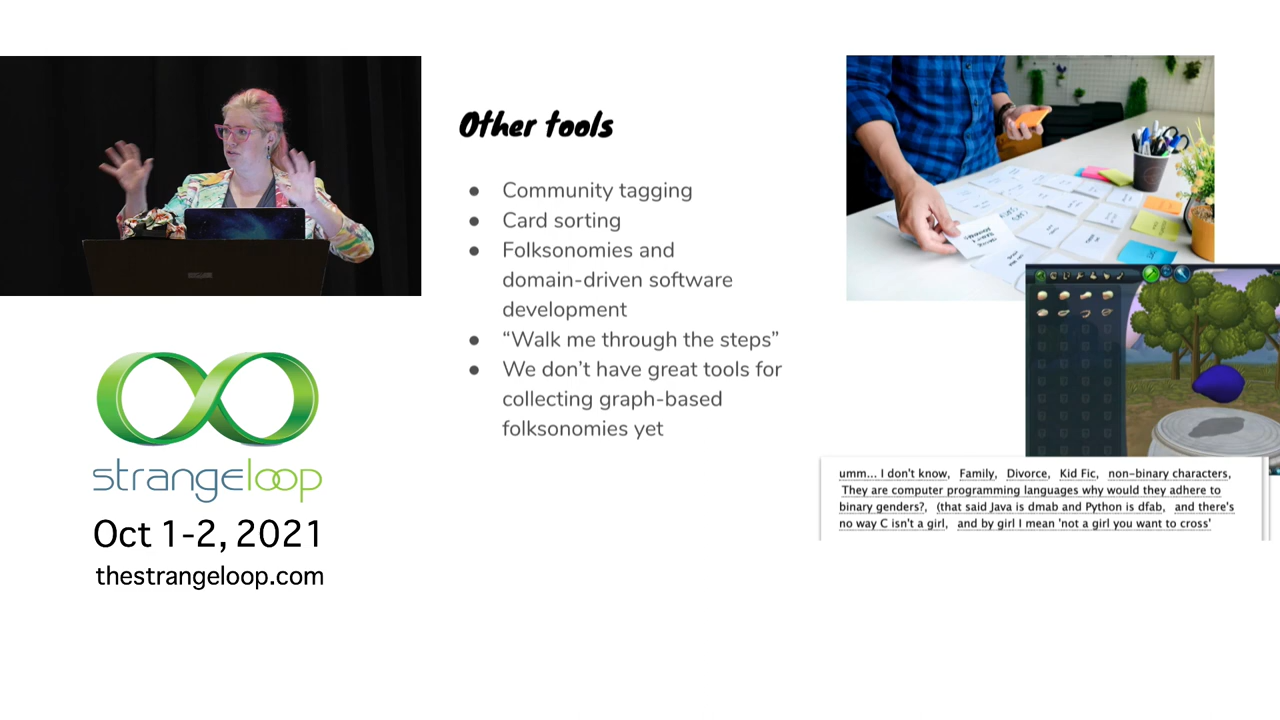 Other tools
● Community tagging
● Card sorting
● Folksonomies and
domain-driven software
development
● “Walk me through the steps”
● We don’t have great tools for
collecting graph-based
folksonomies yet
strangeloop
Oct 1-2, 2021
thestrangeloop.com
umm... I don't know, Family, Divorce, Kid Fic, non-binary characters,
They are computer programming languages why would they adhere to
binary genders?, (that said Java is dmab and Python is dfab, and there's
no way C isn't a girl, and by girl I mean 'not a girl you want to cross'